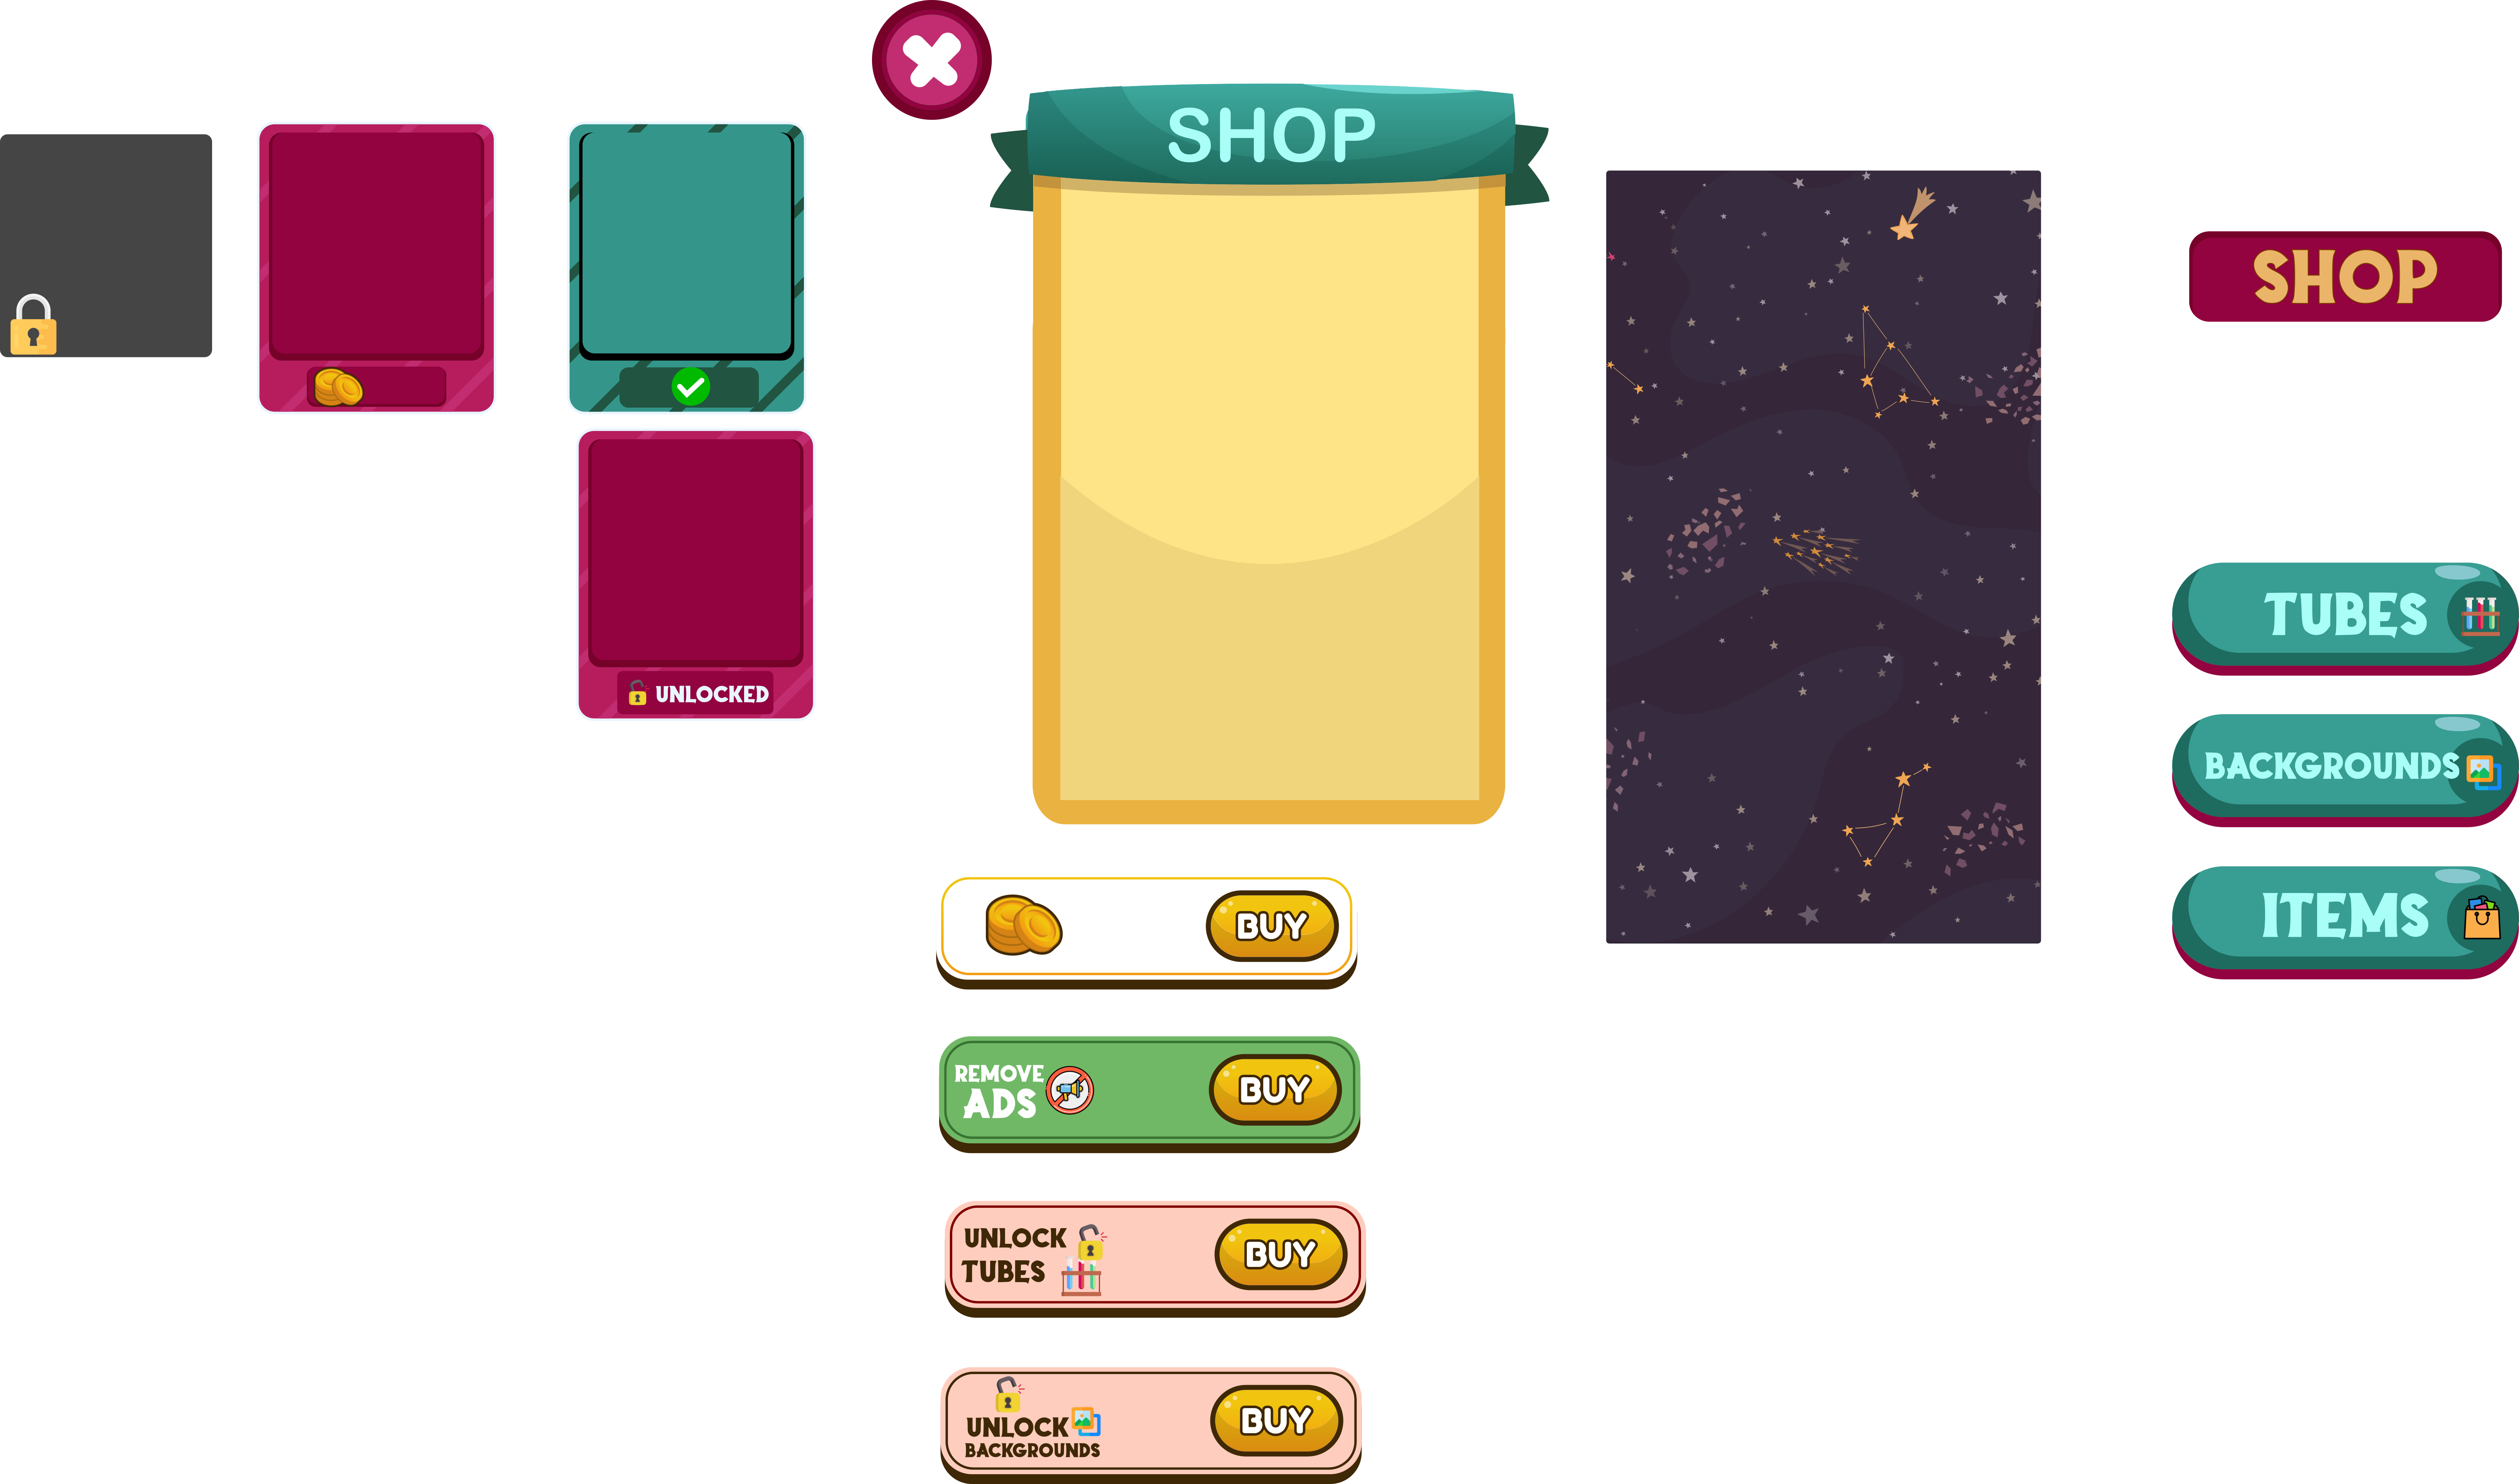 SHOP
SHOP
UNLOCKED
TUBES
BACKGROUNDS
ITEMS
BUY
REMOVE
ADS
BUY
UNLOCK
TUBES
BUY
UNLOCK
BACKGROUNDS
BUY